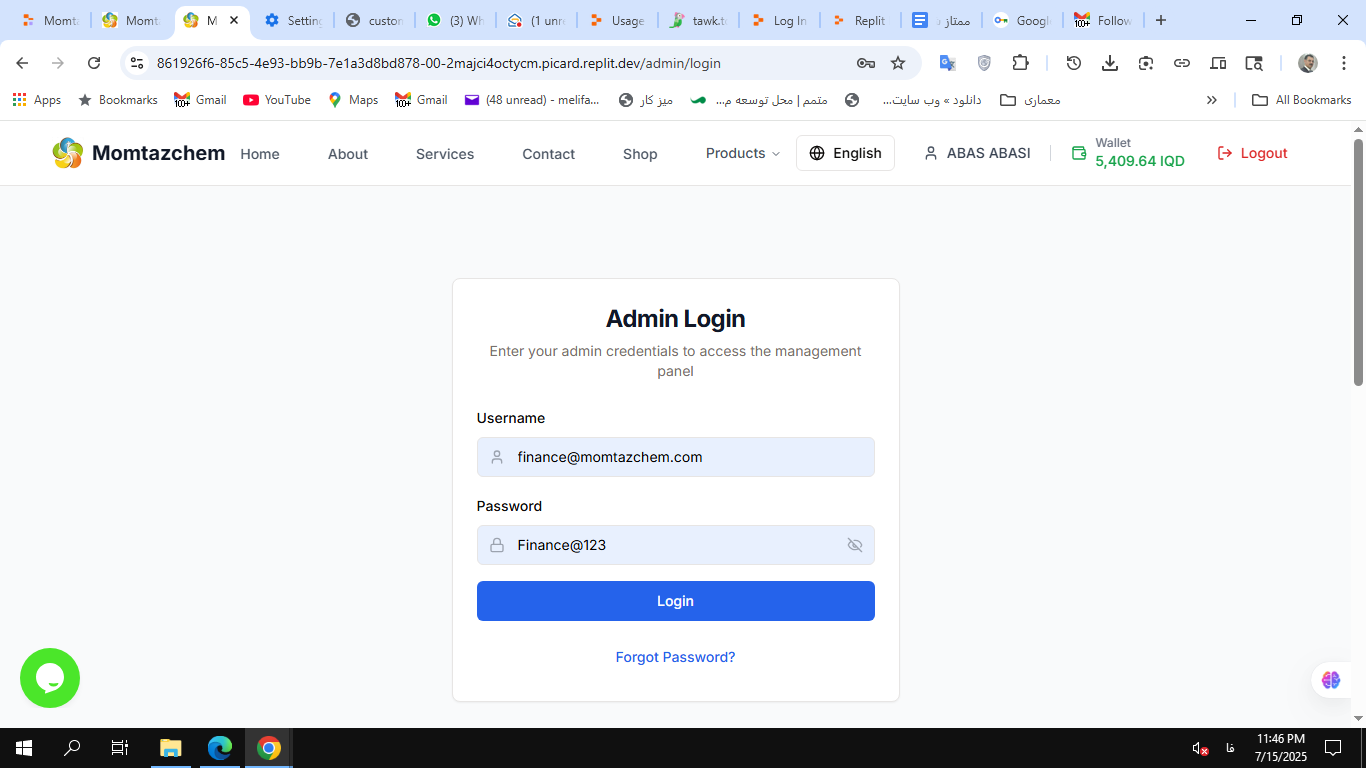 Momt
Momt
M
Setting
custon
(3) Wh
(1 unre
Usage
tawk.to
Log In
Replit
ممتاز ش
Google
Follow
861926f6-85c5-4e93-bb9b-7e1a3d8bd878-00-2majci4octycm.picard.replit.dev/admin/login
Apps
Bookmarks
Gmail
YouTube
Maps
Gmail
(48 unread) - melifa...
میز کار
متمم | محل توسعه م...
دانلود » وب سایت...
معماری
All Bookmarks
Momtazchem
Home
About
Services
Contact
Shop
Products
English
ABAS ABASI
Wallet
5,409.64 IQD
Logout
Admin Login
Enter your admin credentials to access the management
panel
Username
finance@momtazchem.com
Password
Finance@123
Login
Forgot Password?
فا
11:46 PM
7/15/2025